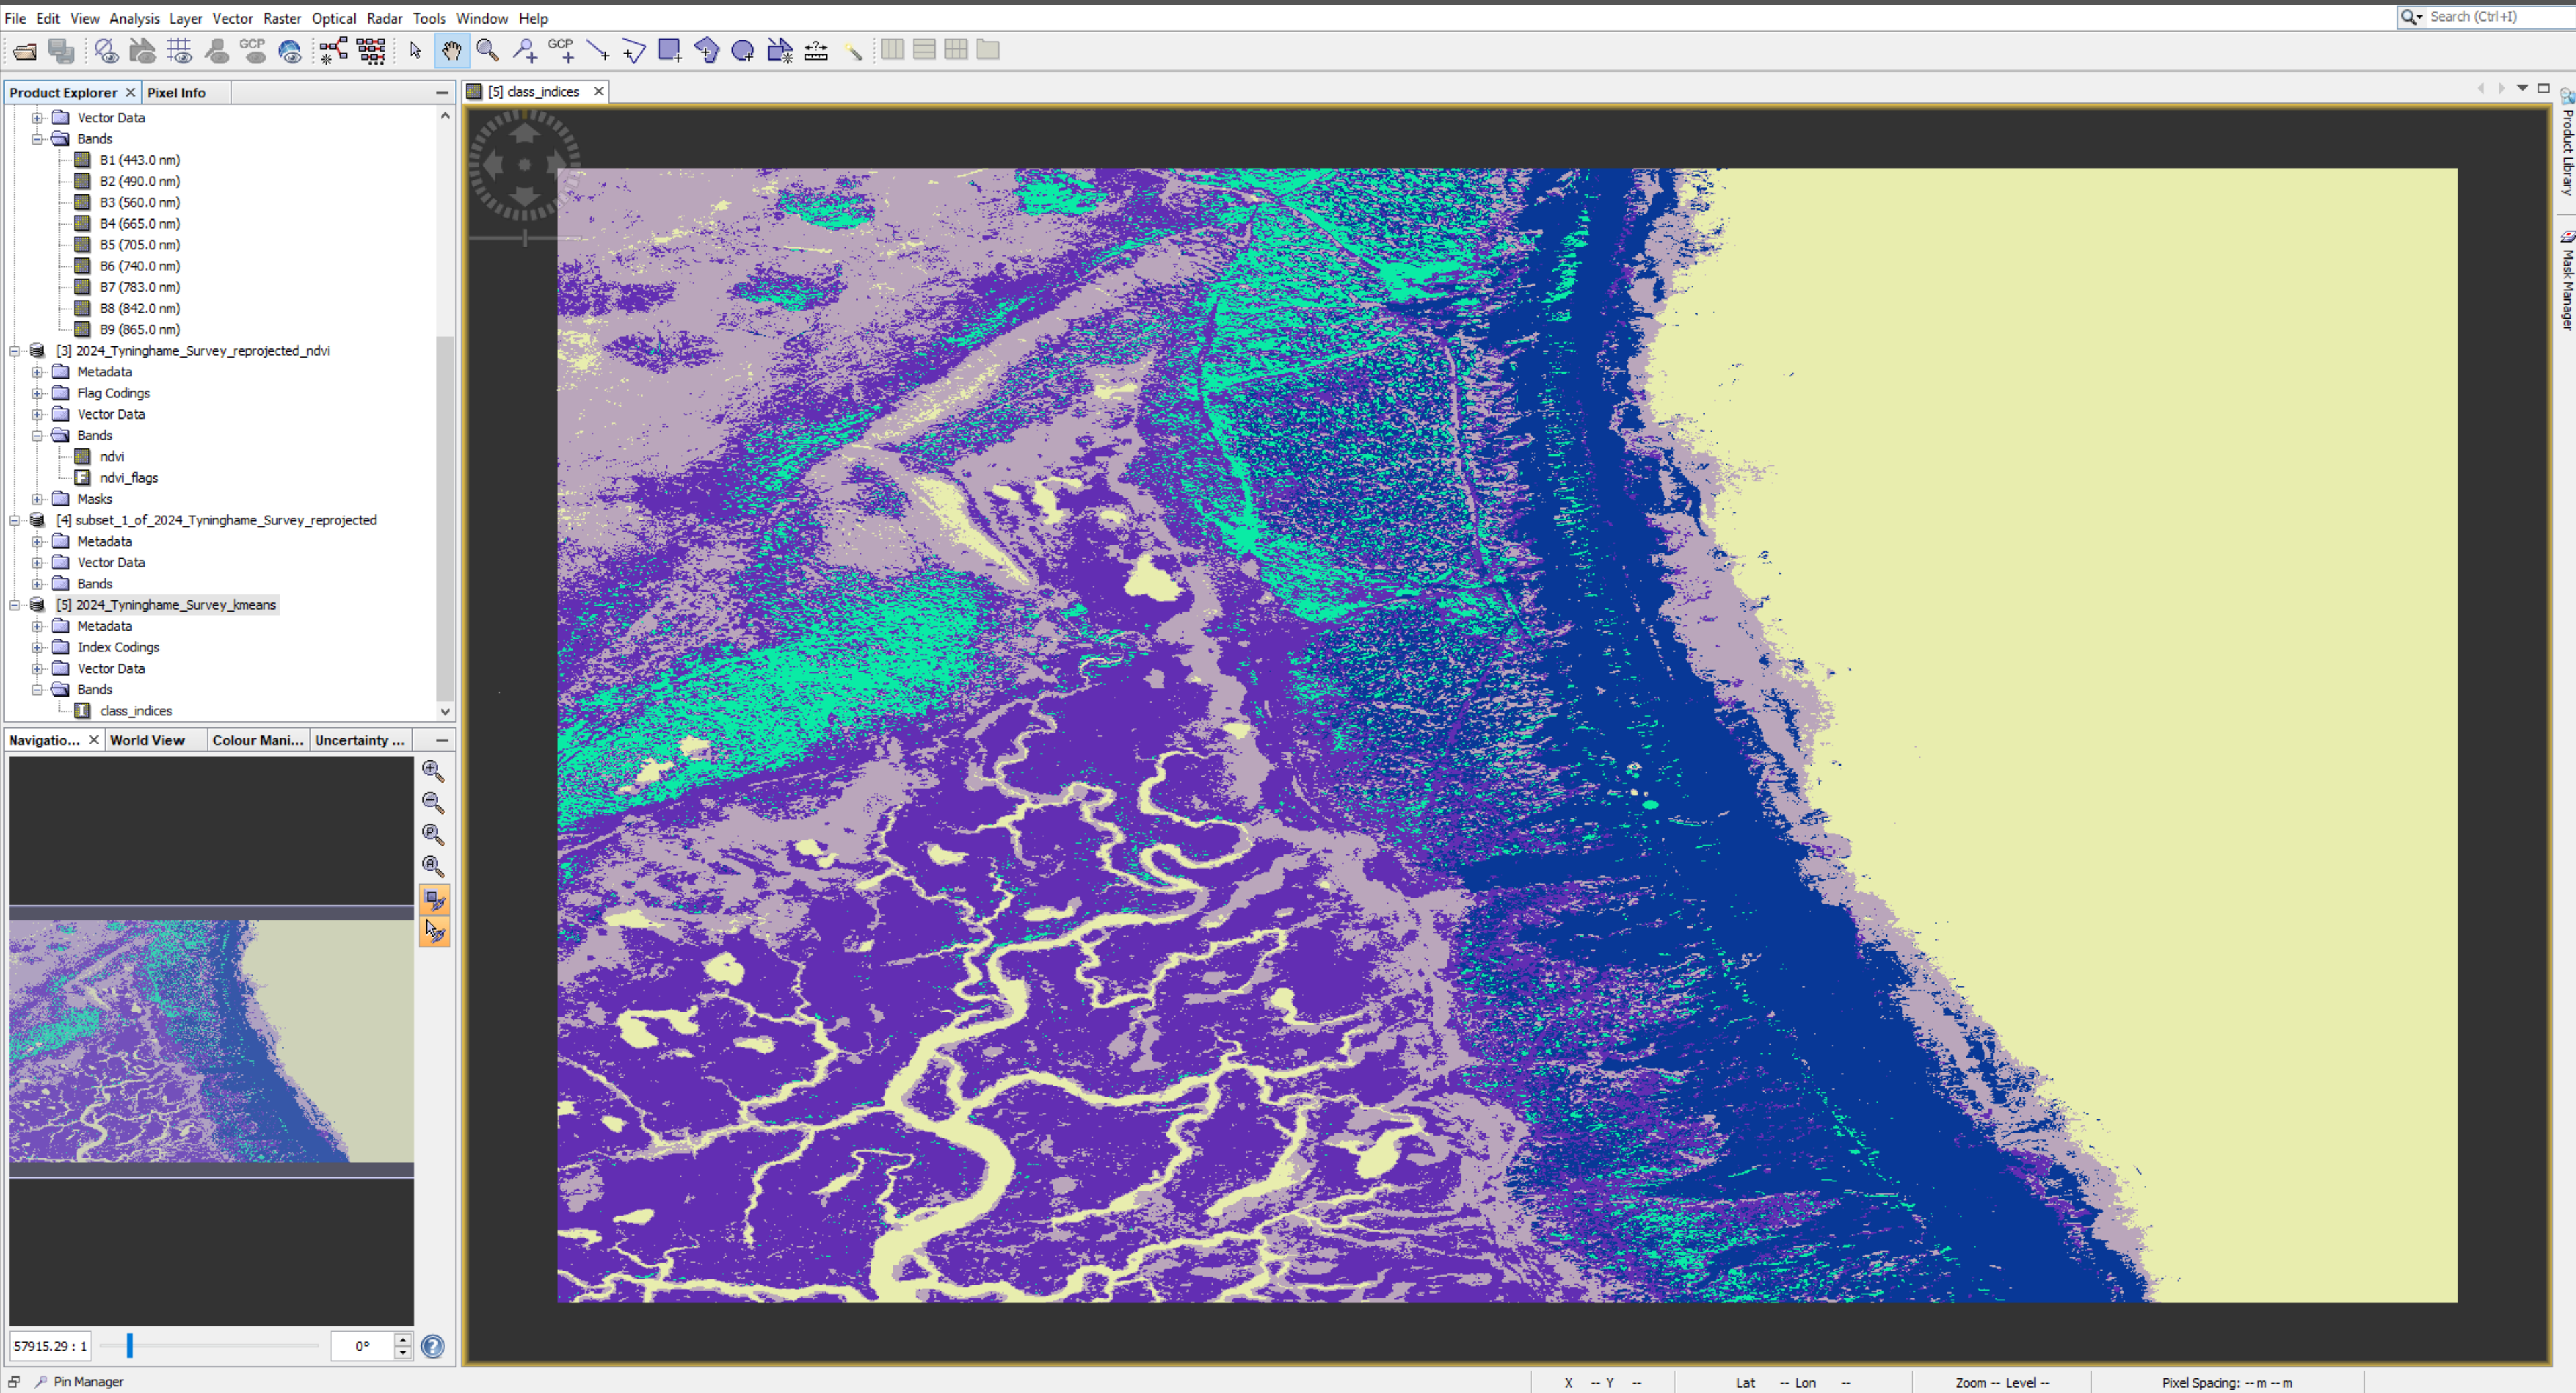 File Edit View Analysis Layer Vector Raster Optical Radar Tools Window Help
Search (Ctrl+I)
GCP
GCP
Product Explorer
Pixel Info
[5] class_indices
Vector Data
Bands
B1 (443.0 nm)
B2 (490.0 nm)
B3 (560.0 nm)
B4 (665.0 nm)
B5 (705.0 nm)
B6 (740.0 nm)
B7 (783.0 nm)
B8 (842.0 nm)
B9 (865.0 nm)
[3] 2024_Tyninghame_Survey_reprojected_ndvi
Metadata
Flag Codings
Vector Data
Bands
ndvi
ndvi_flags
Masks
[4] subset_1_of_2024_Tyninghame_Survey_reprojected
Metadata
Vector Data
Bands
[5] 2024_Tyninghame_Survey_kmeans
Metadata
Index Codings
Vector Data
Bands
class_indices
Product Library
Mask Manager
Navigatio... World View Colour Mani... Uncertainty ...
57915.29 : 1
0°
Pin Manager
X -- Y --
Lat -- Lon --
Zoom -- Level --
Pixel Spacing: -- m -- m